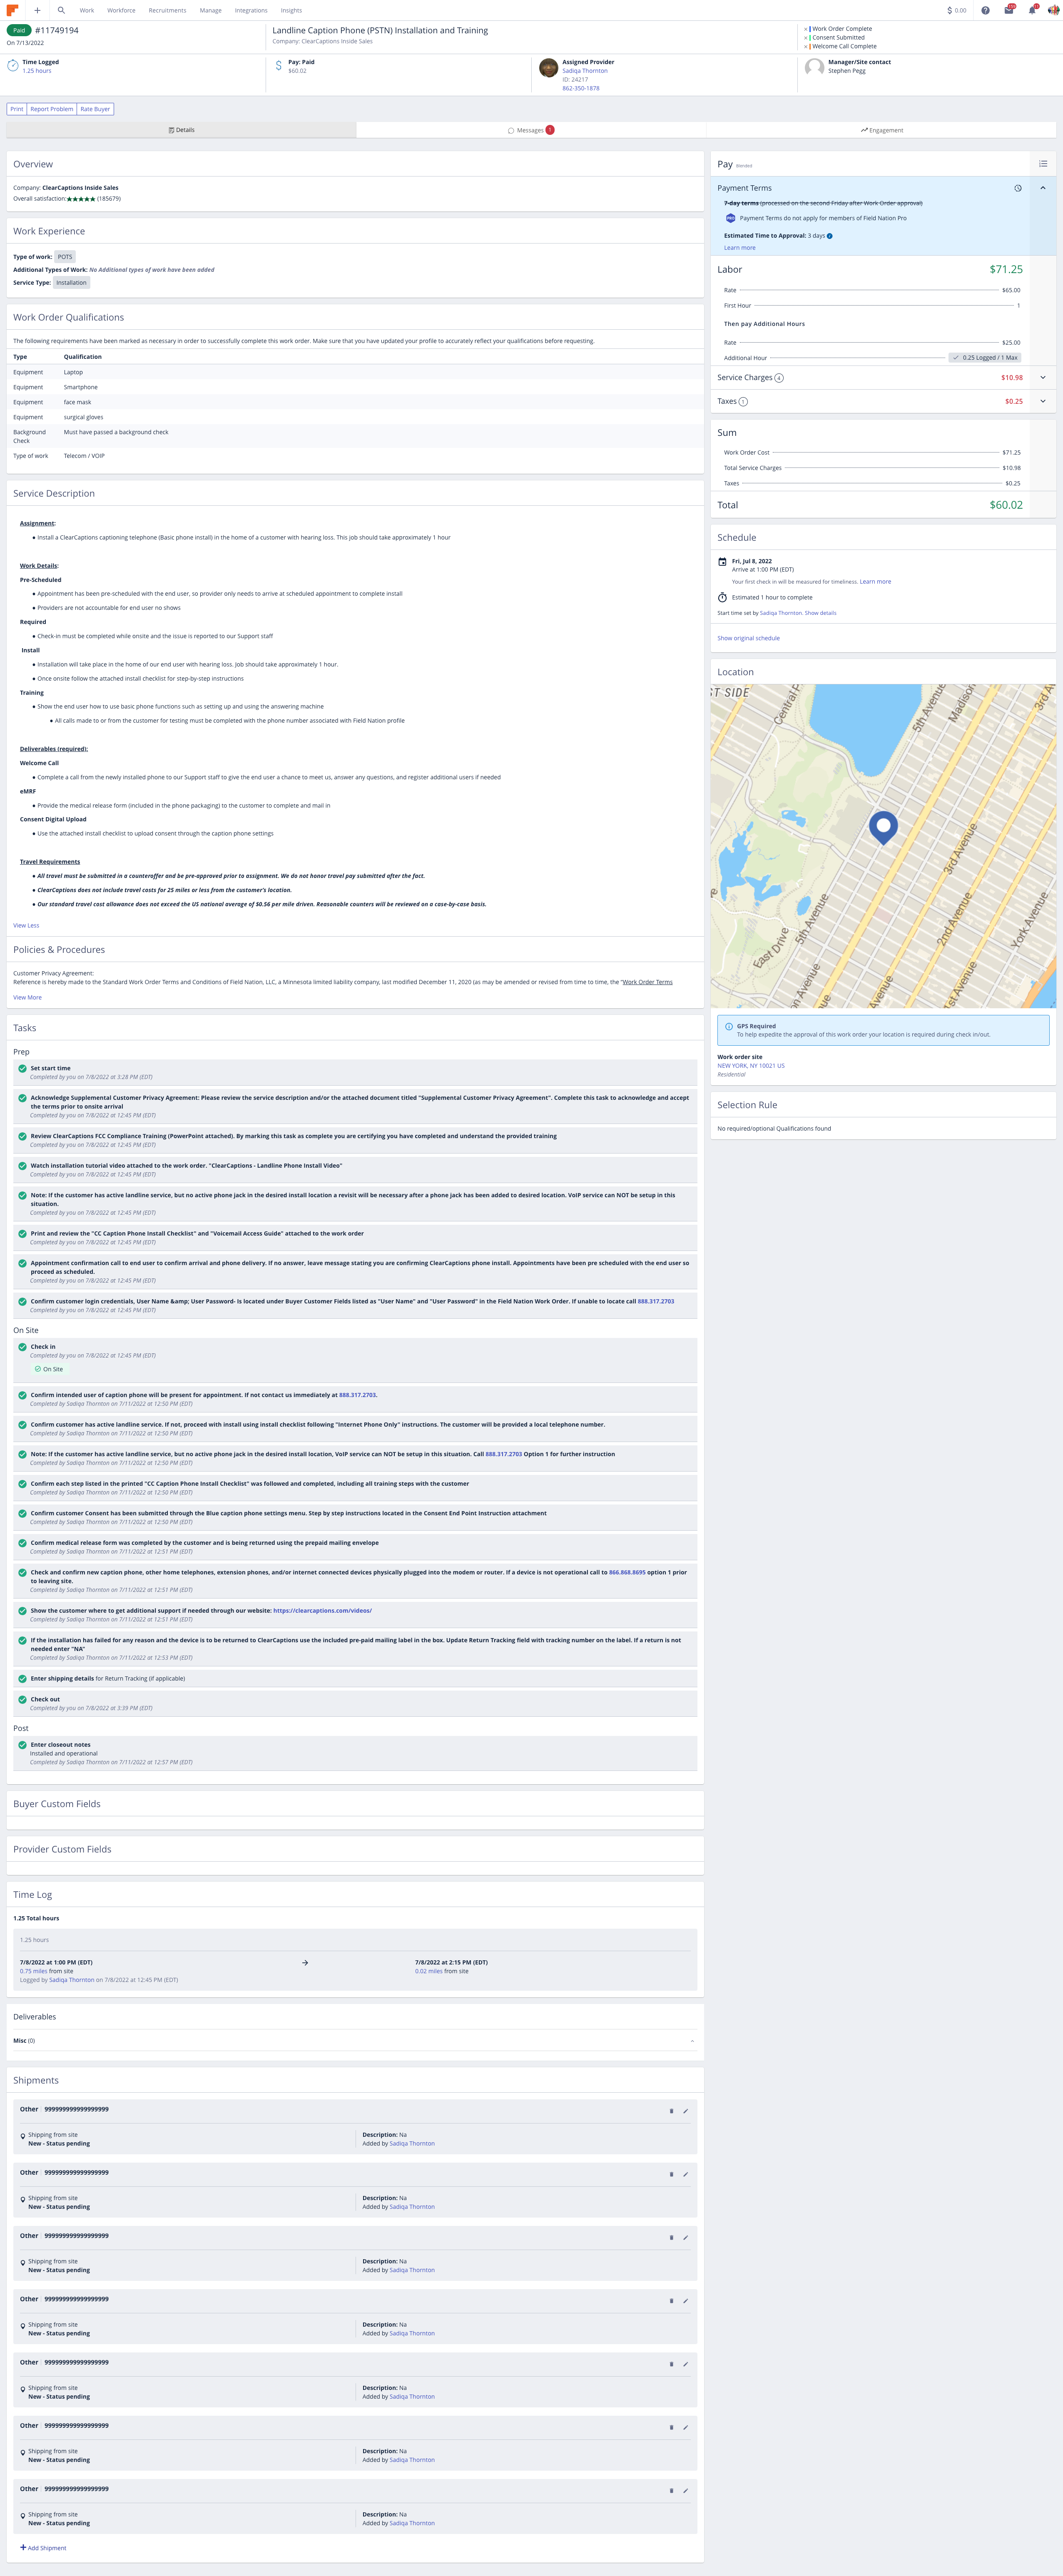 Work Workforce Recruitments Manage Integrations Insights
0.00
Paid #11749194
On 7/13/2022
Landline Caption Phone (PSTN) Installation and Training
Company: ClearCaptions Inside Sales
Work Order Complete
Consent Submitted
Welcome Call Complete
Time Logged
1.25 hours
Pay: Paid
$60.02
Assigned Provider
Sadiqa Thornton
ID: 24217
862-350-1878
Manager/Site contact
Stephen Pegg
Print Report Problem Rate Buyer
Details
Messages 1
Engagement
Overview
Company: ClearCaptions Inside Sales
Overall satisfaction:★★★★★ (185679)
Work Experience
Type of work: POTS
Additional Types of Work: No Additional types of work have been added
Service Type: Installation
Work Order Qualifications
The following requirements have been marked as necessary in order to successfully complete this work order. Make sure that you have updated your profile to accurately reflect your qualities before requesting.
Type Qualification
Equipment Laptop
Equipment Smartphone
Equipment face mask
Equipment surgical gloves
Background Check Must have passed a background check
Type of work Telecom / VOIP
Service Description
Assignment:
• Install a ClearCaptions captioning telephone (Basic phone install) in the home of a customer with hearing loss. This job should take approximately 1 hour
Work Details:
Pre-Scheduled
• Appointment has been pre-scheduled with the end user, so provider only needs to arrive at scheduled appointment to complete install
• Providers are not accountable for end user no shows
Required
• Check-in must be completed while onsite and the issue is reported to our Support staff
Install
• Installation will take place in the home of our end user with hearing loss. Job should take approximately 1 hour.
• Once onsite follow the attached install checklist for step-by-step instructions
Training
• Show the end user how to use basic phone functions such as setting up and using the answering machine
• All calls made to or from the customer for testing must be completed with the phone number associated with Field Nation profile
Deliverables (required):
Welcome Call
• Complete a call from the newly installed phone to our Support staff to give the end user a chance to meet us, answer any questions, and register additional users if needed
eMRF
• Provide the medical release form (included in the phone packaging) to the customer to complete and mail in
Consent Digital Upload
• Use the attached install checklist to upload consent through the caption phone settings
Travel Requirements
• All travel must be submitted in a counteroffer and be pre-approved prior to assignment. We do not honor travel pay submitted after the fact.
• ClearCaptions does not include travel costs for 25 miles or less from the customer's location.
• Our standard travel cost allowance does not exceed the US national average of $0.56 per mile driven. Reasonable counters will be reviewed on a case-by-case basis.
View Less
Policies & Procedures
Customer Privacy Agreement:
Reference is hereby made to the Standard Work Order Terms and Conditions of Field Nation, LLC, a Minnesota limited liability company, last modified December 11, 2020 (as may be amended or revised from time to time, the "Work Order Terms
View More
Tasks
Prep
Set start time
Completed by you on 7/8/2022 at 3:28 PM (EDT)
Acknowledge Supplemental Customer Privacy Agreement: Please review the service description and/or the attached document titled "Supplemental Customer Privacy Agreement". Complete this task to acknowledge and accept
the terms prior to onsite arrival
Completed by you on 7/8/2022 at 12:45 PM (EDT)
Review ClearCaptions FCC Compliance Training (PowerPoint attached). By marking this task as complete you are certifying you have completed and understand the provided training
Completed by you on 7/8/2022 at 12:45 PM (EDT)
Watch installation tutorial video attached to the work order. "ClearCaptions - Landline Phone Install Video"
Completed by you on 7/8/2022 at 12:45 PM (EDT)
Note: If the customer has active landline service, but no active phone jack in the desired install location a revisit will be necessary after a phone jack has been added to desired location. VoIP service can NOT be setup in this
situation.
Completed by you on 7/8/2022 at 12:45 PM (EDT)
Print and review the "CC Caption Phone Install Checklist" and "Voicemail Access Guide" attached to the work order
Completed by you on 7/8/2022 at 12:45 PM (EDT)
Appointment confirmation call to end user to confirm arrival and phone delivery. If no answer, leave message stating you are confirming ClearCaptions phone install. Appointments have been pre scheduled with the end user so
proceed as scheduled.
Completed by you on 7/8/2022 at 12:45 PM (EDT)
Confirm customer login credentials, User Name &amp; User Password- Is located under Buyer Customer Fields listed as "User Name" and "User Password" in the Field Nation Work Order. If unable to locate call 888.317.2703
Completed by you on 7/8/2022 at 12:45 PM (EDT)
On Site
Check in
Completed by you on 7/8/2022 at 12:45 PM (EDT)
On Site
Confirm intended user of caption phone will be present for appointment. If not contact us immediately at 888.317.2703.
Completed by Sadiqa Thornton on 7/11/2022 at 12:50 PM (EDT)
Confirm customer has active landline service. If not, proceed with install using install checklist following "Internet Phone Only" instructions. The customer will be provided a local telephone number.
Completed by Sadiqa Thornton on 7/11/2022 at 12:50 PM (EDT)
Note: If the customer has active landline service, but no active phone jack in the desired install location, VoIP service can NOT be setup in this situation. Call 888.317.2703 Option 1 for further instruction
Completed by Sadiqa Thornton on 7/11/2022 at 12:50 PM (EDT)
Confirm each step listed in the printed "CC Caption Phone Install Checklist" was followed and completed, including all training steps with the customer
Completed by Sadiqa Thornton on 7/11/2022 at 12:50 PM (EDT)
Confirm customer Consent has been submitted through the Blue caption phone settings menu. Step by step instructions located in the Consent End Point Instruction attachment
Completed by Sadiqa Thornton on 7/11/2022 at 12:50 PM (EDT)
Confirm medical release form was completed by the customer and is being returned using the prepaid mailing envelope
Completed by Sadiqa Thornton on 7/11/2022 at 12:51 PM (EDT)
Check and confirm new caption phone, other home telephones, extension phones, and/or internet connected devices physically plugged into the modem or router. If a device is not operational call to 866.868.8695 option 1 prior
to leaving site.
Completed by Sadiqa Thornton on 7/11/2022 at 12:51 PM (EDT)
Show the customer where to get additional support if needed through our website: https://clearcaptions.com/videos/
Completed by Sadiqa Thornton on 7/11/2022 at 12:51 PM (EDT)
If the installation has failed for any reason and the device is to be returned to ClearCaptions use the included pre-paid mailing label in the box. Update Return Tracking field with tracking number on the label. If a return is not
needed enter "NA"
Completed by Sadiqa Thornton on 7/11/2022 at 12:53 PM (EDT)
Enter shipping details for Return Tracking (if applicable)
Check out
Completed by you on 7/8/2022 at 3:39 PM (EDT)
Post
Enter closeout notes
Installed and operational
Completed by Sadiqa Thornton on 7/11/2022 at 12:57 PM (EDT)
Buyer Custom Fields
Provider Custom Fields
Time Log
1.25 Total hours
1.25 hours
7/8/2022 at 1:00 PM (EDT) 7/8/2022 at 2:15 PM (EDT)
0.75 miles from site 0.02 miles from site
Logged by Sadiqa Thornton on 7/8/2022 at 12:45 PM (EDT)
Deliverables
Misc (0)
Shipments
Other 999999999999999999
Shipping from site Description: Na
New - Status pending Added by Sadiqa Thornton
Other 999999999999999999
Shipping from site Description: Na
New - Status pending Added by Sadiqa Thornton
Other 999999999999999999
Shipping from site Description: Na
New - Status pending Added by Sadiqa Thornton
Other 999999999999999999
Shipping from site Description: Na
New - Status pending Added by Sadiqa Thornton
Other 999999999999999999
Shipping from site Description: Na
New - Status pending Added by Sadiqa Thornton
Other 999999999999999999
Shipping from site Description: Na
New - Status pending Added by Sadiqa Thornton
Other 999999999999999999
Shipping from site Description: Na
New - Status pending Added by Sadiqa Thornton
+ Add Shipment
Pay
Payment Terms
7-day terms (processed on the second Friday after Work Order approval)
PRO Payment Terms do not apply for members of Field Nation Pro
Estimated Time to Approval: 3 days
Learn more
Labor $71.25
Rate $65.00
First Hour 1
Then pay Additional Hours
Rate $25.00
Additional Hour 0.25 Logged / 1 Max
Service Charges 4 $10.98
Taxes 1 $0.25
Sum
Work Order Cost $71.25
Total Service Charges $10.98
Taxes $0.25
Total $60.02
Schedule
Fri, Jul 8, 2022
Arrive at 1:00 PM (EDT)
Your first check in will be measured for timeliness. Learn more
Estimated 1 hour to complete
Start time set by Sadiqa Thornton. Show details
Show original schedule
Location
ST SIDE
Central P
5th Avenue
Madison
3rd A
3rd Avenue
5th Avenue
2nd Avenue
York Avenue
East Drive
on Avenue
Avenue
1st Avenue
GPS Required
To help expedite the approval of this work order your location is required during check in/out.
Work order site
NEW YORK, NY 10021 US
Residential
Selection Rule
No required/optional Qualifications found